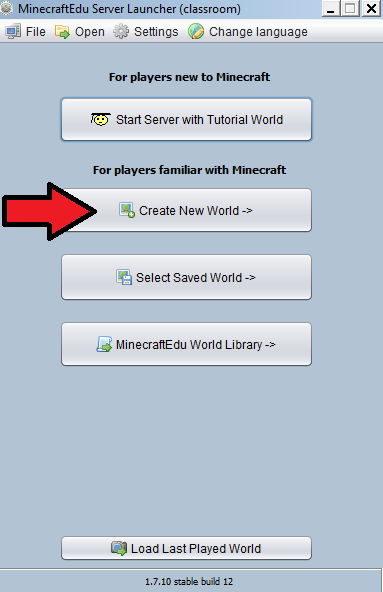 MinecraftEdu Server Launcher (classroom)
File Open Settings Change language
For players new to Minecraft
Start Server with Tutorial World
For players familiar with Minecraft
Create New World ->
Select Saved World ->
MinecraftEdu World Library ->
Load Last Played World
1.7.10 stable build 12